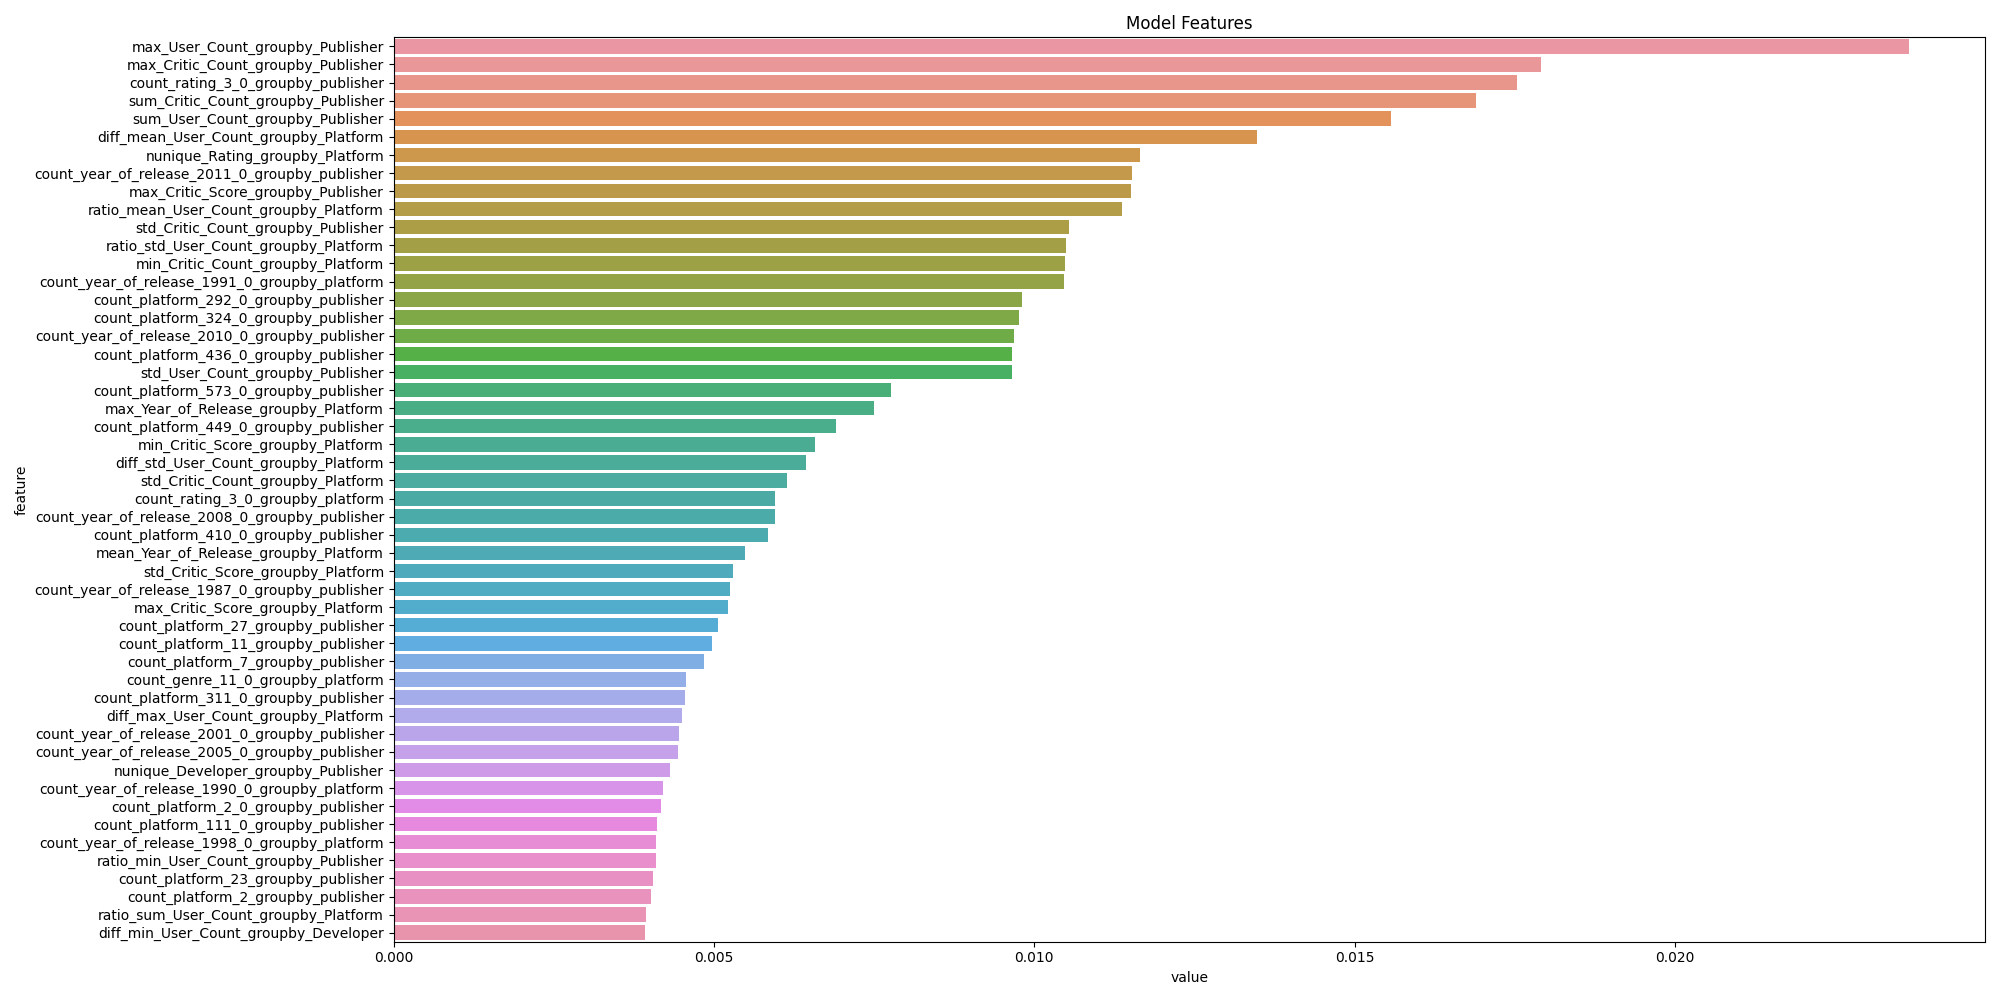 Model Features
max_User_Count_groupby_Publisher
max_Critic_Count_groupby_Publisher
count_rating_3_0_groupby_publisher
sum_Critic_Count_groupby_Publisher
sum_User_Count_groupby_Publisher
diff_mean_User_Count_groupby_Platform
nunique_Rating_groupby_Platform
count_year_of_release_2011_0_groupby_publisher
max_Critic_Score_groupby_Publisher
ratio_mean_User_Count_groupby_Platform
std_Critic_Count_groupby_Publisher
ratio_std_User_Count_groupby_Platform
min_Critic_Count_groupby_Platform
count_year_of_release_1991_0_groupby_platform
count_platform_292_0_groupby_publisher
count_platform_324_0_groupby_publisher
count_year_of_release_2010_0_groupby_publisher
count_platform_436_0_groupby_publisher
std_User_Count_groupby_Publisher
count_platform_573_0_groupby_publisher
max_Year_of_Release_groupby_Platform
count_platform_449_0_groupby_publisher
min_Critic_Score_groupby_Platform
diff_std_User_Count_groupby_Platform
std_Critic_Count_groupby_Platform
count_rating_3_0_groupby_platform
count_year_of_release_2008_0_groupby_publisher
count_platform_410_0_groupby_publisher
mean_Year_of_Release_groupby_Platform
std_Critic_Score_groupby_Platform
count_year_of_release_1987_0_groupby_publisher
max_Critic_Score_groupby_Platform
count_platform_27_groupby_publisher
count_platform_11_groupby_publisher
count_platform_7_groupby_publisher
count_genre_11_0_groupby_platform
count_platform_311_0_groupby_publisher
diff_max_User_Count_groupby_Platform
count_year_of_release_2001_0_groupby_publisher
count_year_of_release_2005_0_groupby_publisher
nunique_Developer_groupby_Publisher
count_year_of_release_1990_0_groupby_platform
count_platform_2_0_groupby_publisher
count_platform_111_0_groupby_publisher
count_year_of_release_1998_0_groupby_platform
ratio_min_User_Count_groupby_Publisher
count_platform_23_groupby_publisher
count_platform_2_groupby_publisher
ratio_sum_User_Count_groupby_Platform
diff_min_User_Count_groupby_Developer
feature
0.000 0.005 0.010 0.015 0.020
value